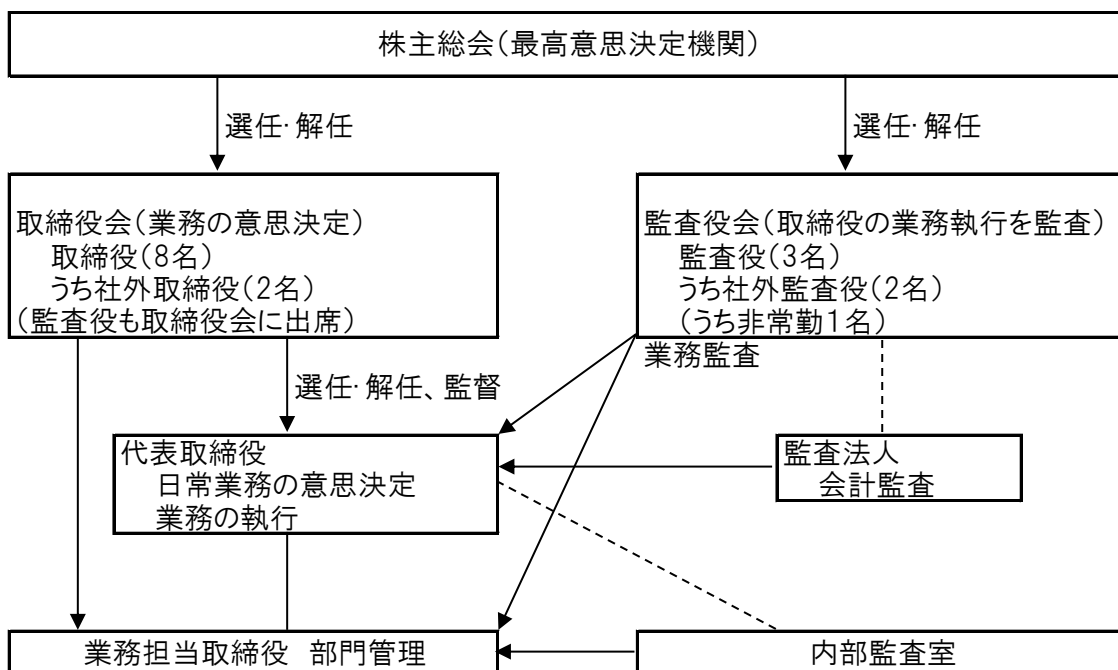 株主総会(最高意思決定機関)
選任・解任
選任・解任
取締役会(業務の意思決定)
取締役(8名)
うち社外取締役(2名)
(監査役も取締役会に出席)
監査役会(取締役の業務執行を監査)
監査役(3名)
うち社外監査役(2名)
(うち非常勤1名)
業務監査
選任・解任、監督
代表取締役
日常業務の意思決定
業務の執行
監査法人
会計監査
業務担当取締役 部門管理
内部監査室